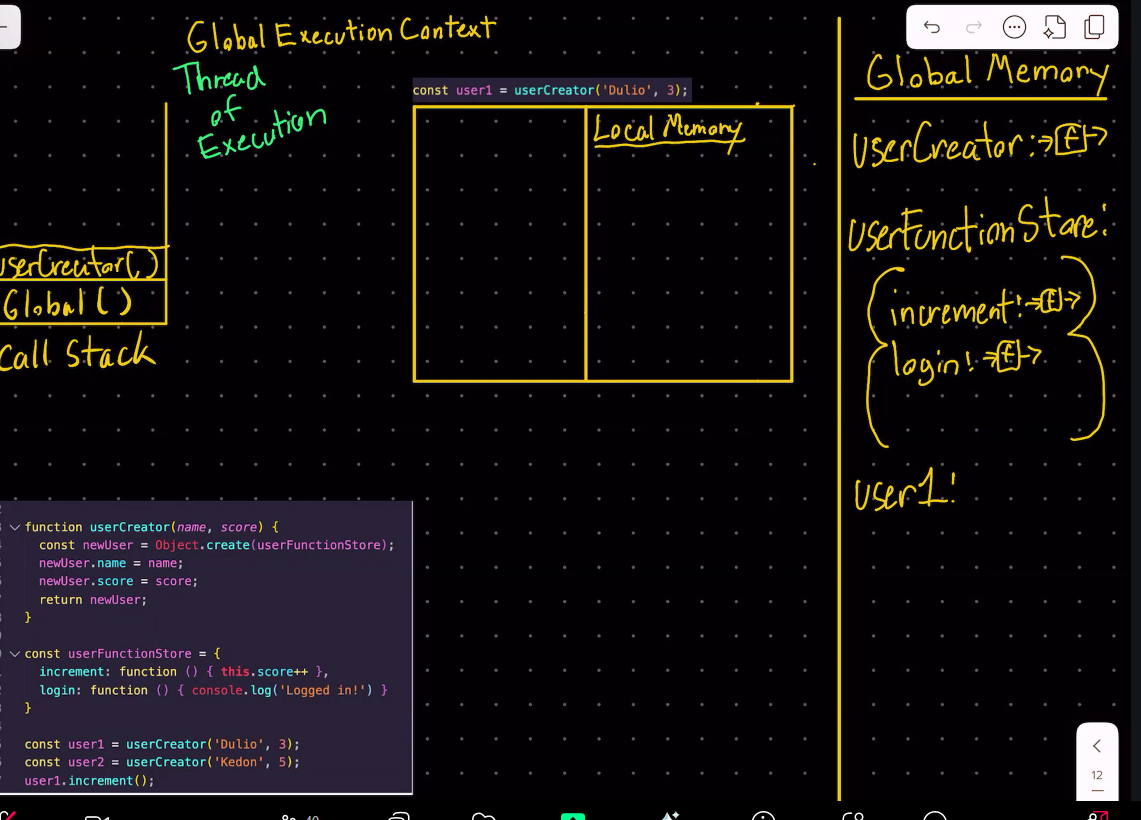 Global Execution Context
Thread
of
Execution
const user1 = userCreator('Dulio', 3);
Local Memory
userCreator()
Global()
Call Stack
Global Memory
userCreator:→[f]→
userFunctionStore:
{
increment:→[f]→
login:→[f]→
}
user1:
function userCreator(name, score) {
const newUser = Object.create(userFunctionStore);
newUser.name = name;
newUser.score = score;
return newUser;
}
const userFunctionStore = {
increment: function () { this.score++ },
login: function () { console.log('Logged in!') }
}
const user1 = userCreator('Dulio', 3);
const user2 = userCreator('Kedon', 5);
user1.increment();
12